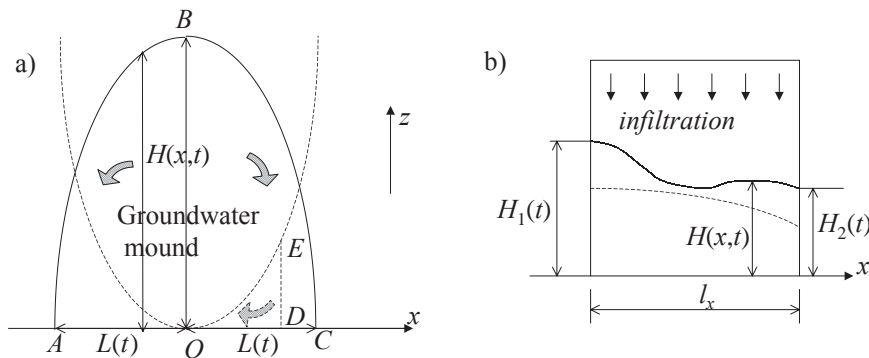 a)
B
z
H(x,t)
Groundwater
mound
E
D
A
L(t)
O
L(t)
C
x
b)
infiltration
H₁(t)
H(x,t)
H₂(t)
x
lₓ